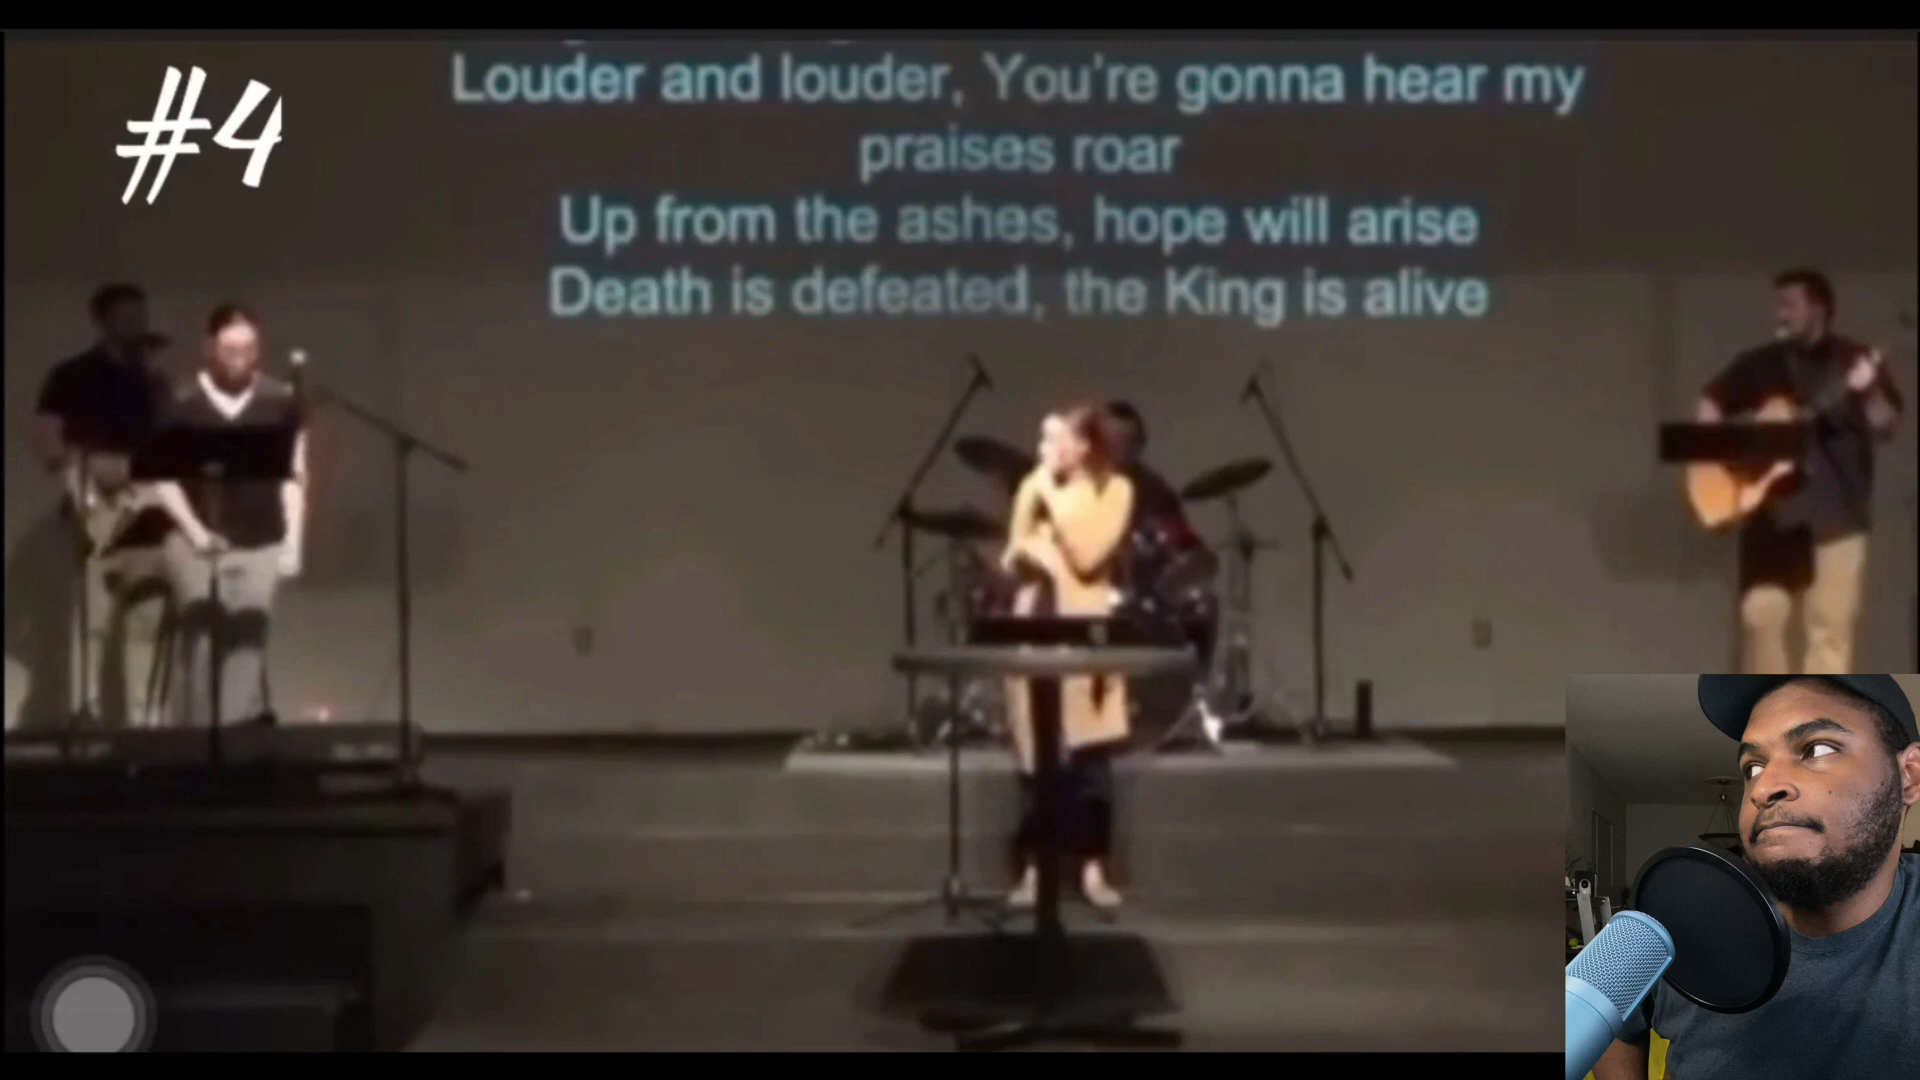 #4
Louder and louder, You're gonna hear my
praises roar
Up from the ashes, hope will arise
Death is defeated, the King is alive